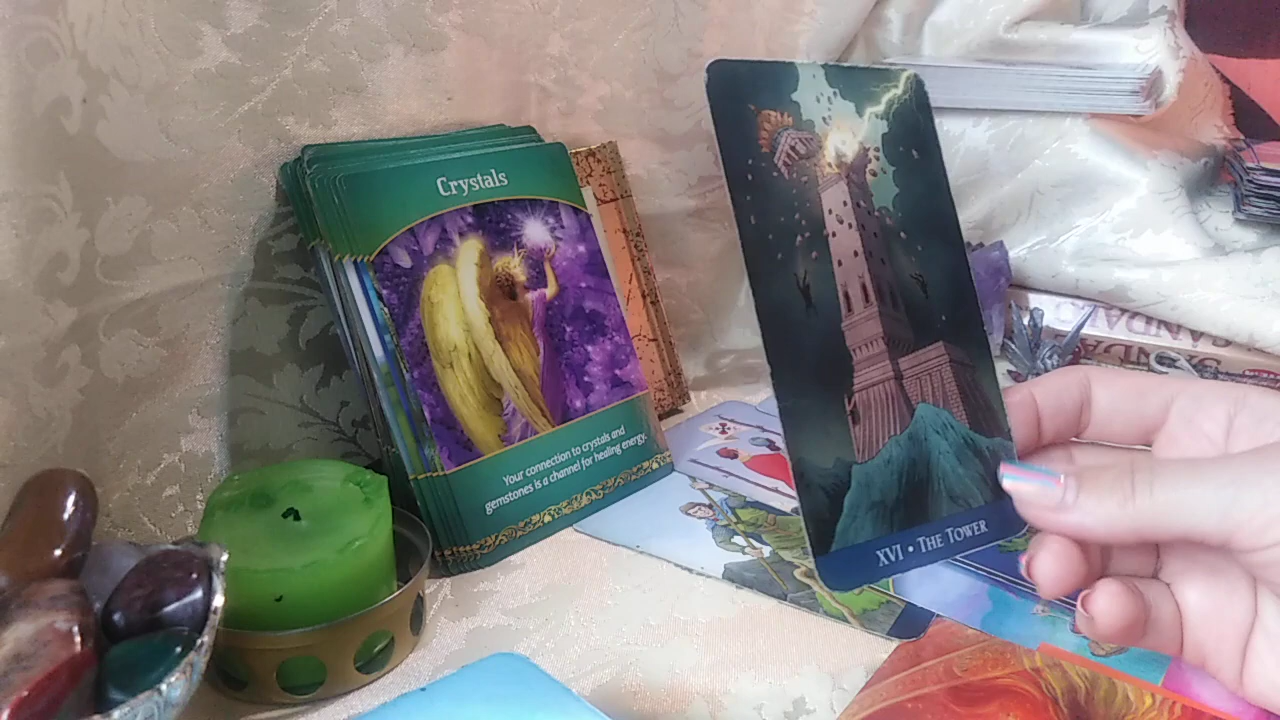 Crystals
Your connection to crystals and
gemstones is a channel for healing energy.
XVI • THE TOWER